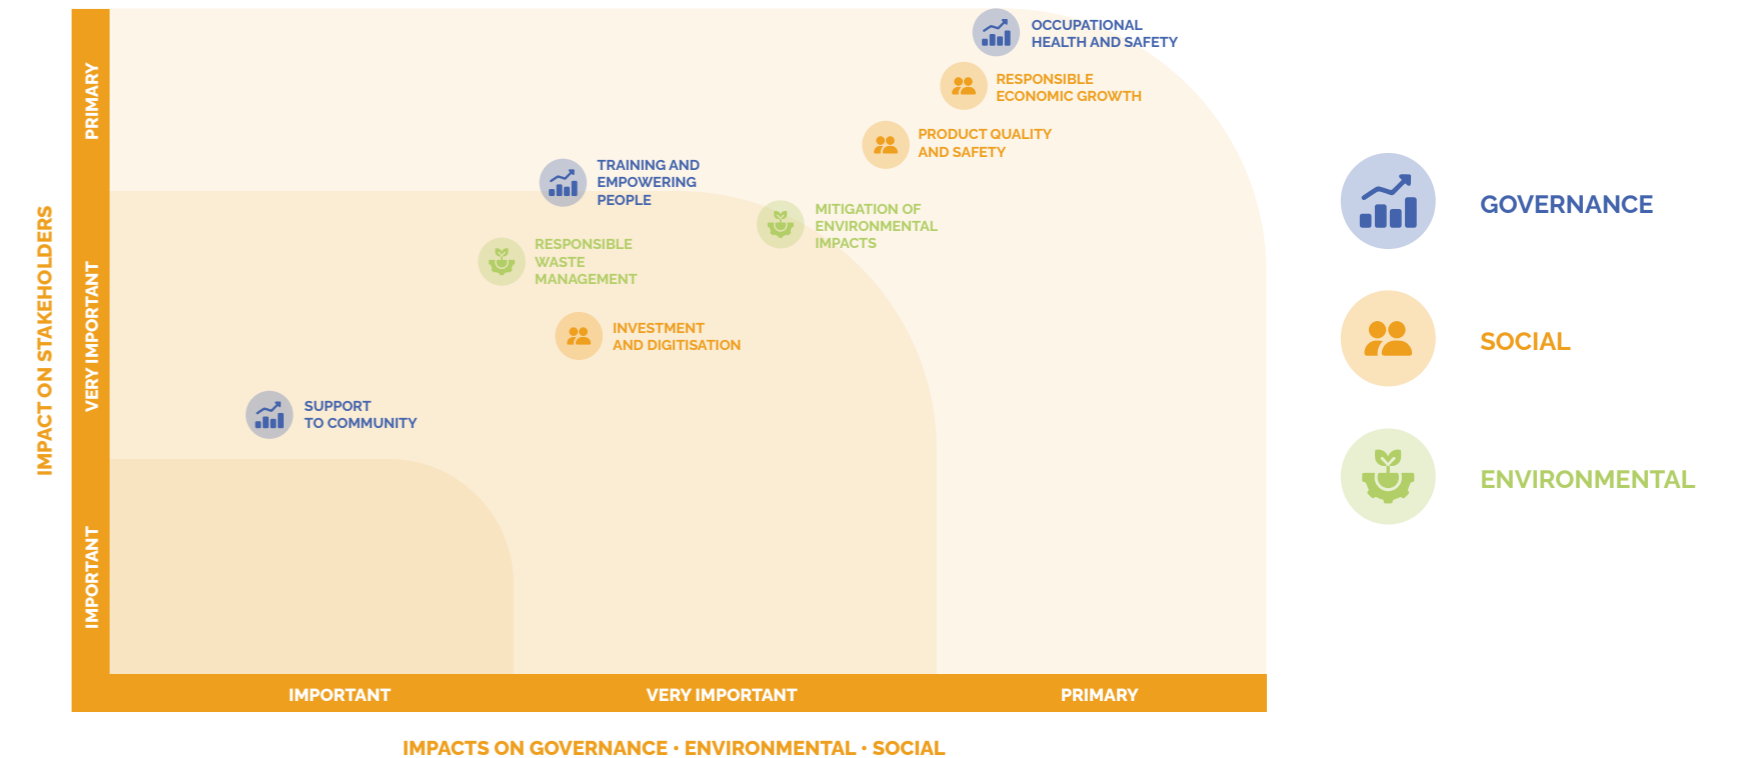 OCCUPATIONAL
HEALTH AND SAFETY
RESPONSIBLE
ECONOMIC GROWTH
PRODUCT QUALITY
AND SAFETY
TRAINING AND
EMPOWERING
PEOPLE
MITIGATION OF
ENVIRONMENTAL
IMPACTS
RESPONSIBLE
WASTE
MANAGEMENT
INVESTMENT
AND DIGITISATION
SUPPORT
TO COMMUNITY
IMPACT ON STAKEHOLDERS
PRIMARY
VERY IMPORTANT
IMPORTANT
IMPORTANT
VERY IMPORTANT
PRIMARY
IMPACTS ON GOVERNANCE • ENVIRONMENTAL • SOCIAL
GOVERNANCE
SOCIAL
ENVIRONMENTAL